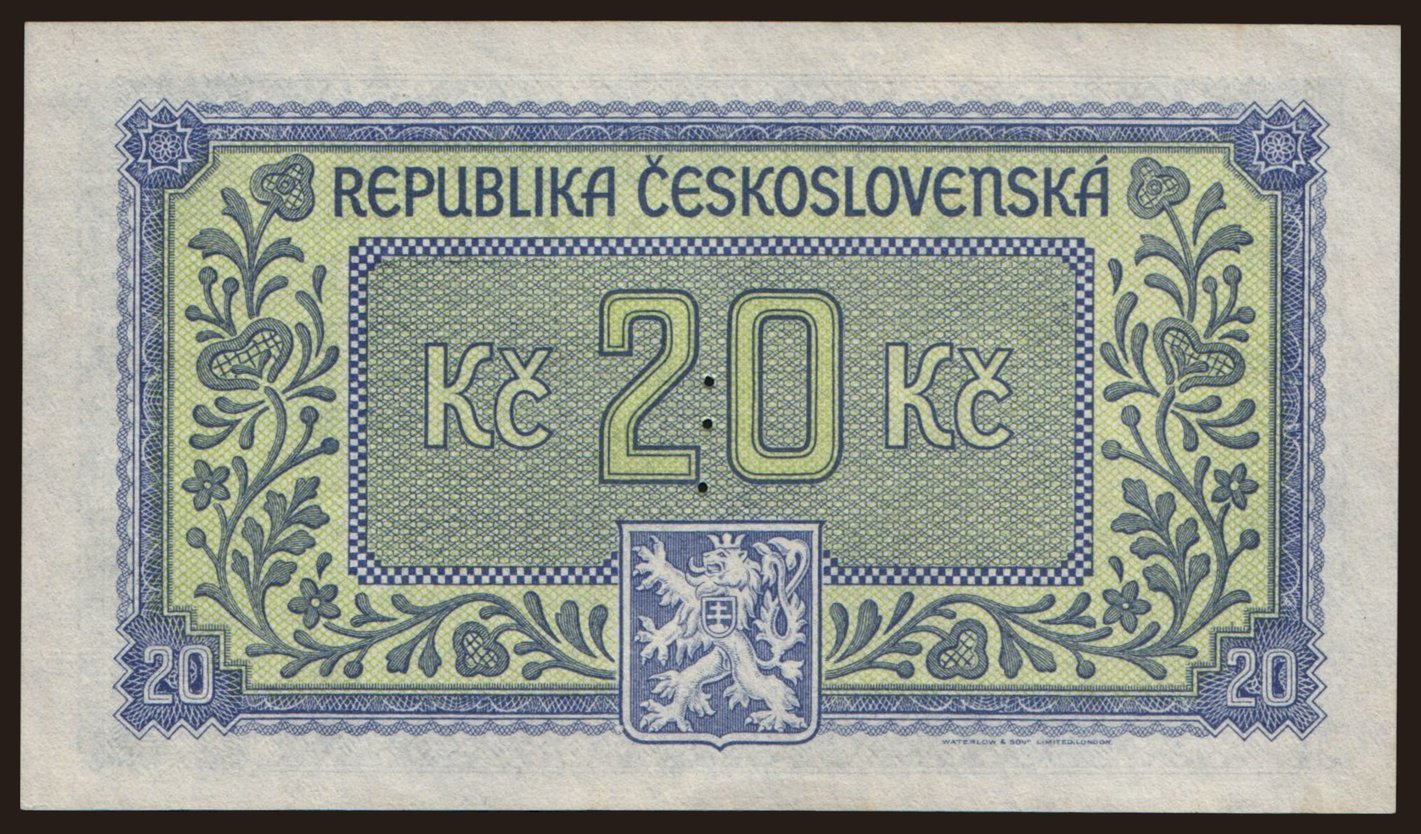 REPUBLIKA ČESKOSLOVENSKÁ
Kč 20 Kč
20 20
WATERLOW & SONS LIMITED, LONDON.